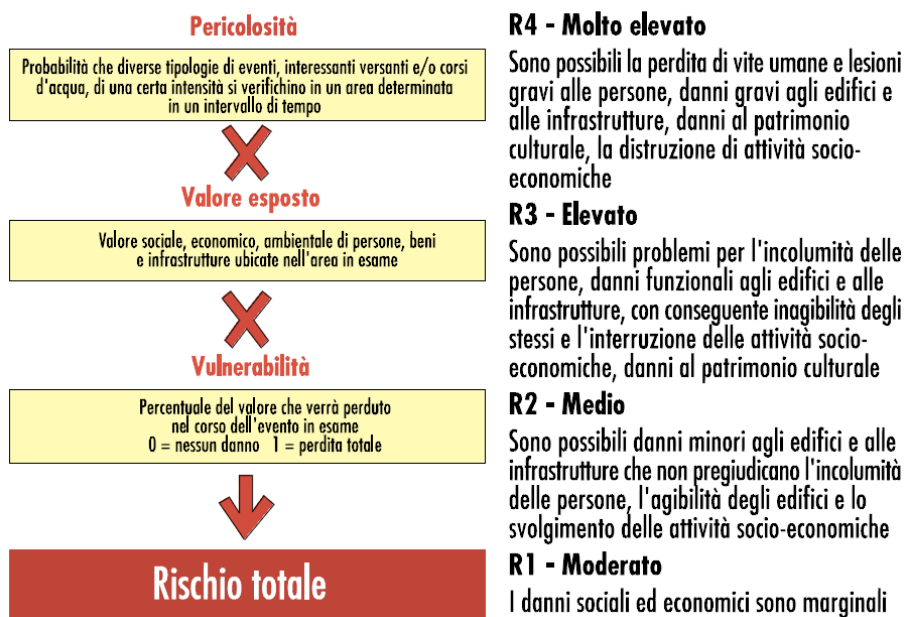 Pericolosità
Probabilità che diverse tipologie di eventi, interessanti versanti e/o corsi
d'acqua, di una certa intensità si verifichino in un area determinata
in un intervallo di tempo
Valore esposto
Valore sociale, economico, ambientale di persone, beni
e infrastrutture ubicate nell'area in esame
Vulnerabilità
Percentuale del valore che verrà perduto
nel corso dell'evento in esame
0 = nessun danno 1 = perdita totale
Rischio totale
R4 - Molto elevato
Sono possibili la perdita di vite umane e lesioni
gravi alle persone, danni gravi agli edifici e
alle infrastrutture, danni al patrimonio
culturale, la distruzione di attività socio-
economiche
R3 - Elevato
Sono possibili problemi per l'incolumità delle
persone, danni funzionali agli edifici e alle
infrastrutture, con conseguente inagibilità degli
stessi e l'interruzione delle attività socio-
economiche, danni al patrimonio culturale
R2 - Medio
Sono possibili danni minori agli edifici e alle
infrastrutture che non pregiudicano l'incolumità
delle persone, l'agibilità degli edifici e lo
svolgimento delle attività socio-economiche
R1 - Moderato
I danni sociali ed economici sono marginali